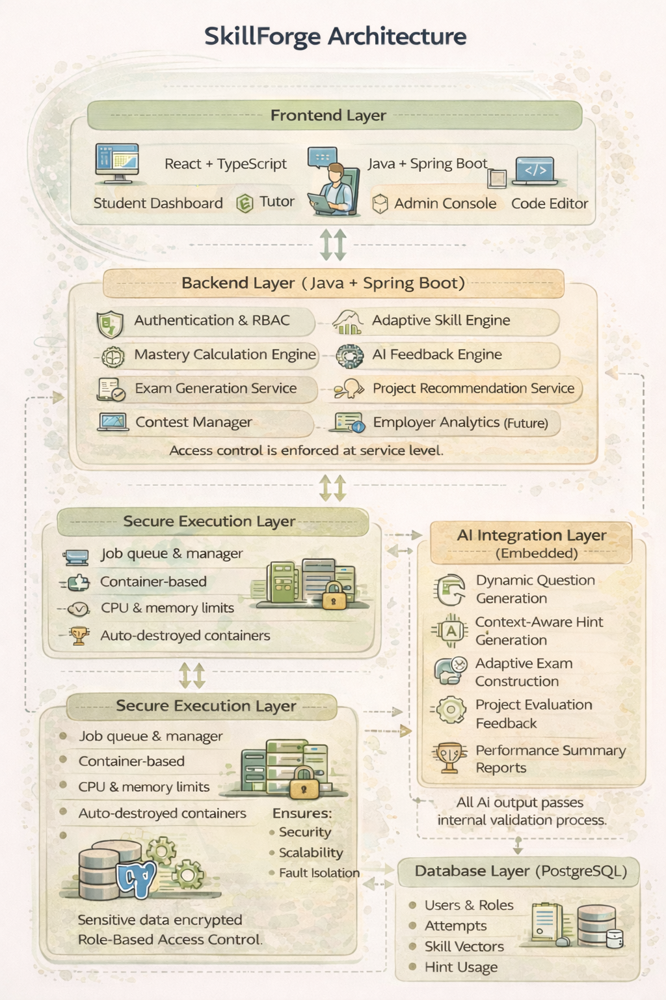 SkillForge Architecture
Frontend Layer
React + TypeScript
Java + Spring Boot
</>
Student Dashboard
Tutor
Admin Console
Code Editor
Backend Layer (Java + Spring Boot)
Authentication & RBAC
Adaptive Skill Engine
Mastery Calculation Engine
AI Feedback Engine
Exam Generation Service
Project Recommendation Service
Contest Manager
Employer Analytics (Future)
Access control is enforced at service level.
Secure Execution Layer
Job queue & manager
Container-based
CPU & memory limits
Auto-destroyed containers
AI Integration Layer
(Embedded)
Dynamic Question
Generation
A
Context-Aware Hint
Generation
Adaptive Exam
Construction
Project Evaluation
Feedback
Performance Summary
Reports
All Ai output passes
internal validation process.
Secure Execution Layer
Job queue & manager
Container-based
CPU & memory limits
Auto-destroyed containers
Ensures:
Security
Scalability
Fault Isolation
Sensitive data encrypted
Role-Based Access Control.
Database Layer (PostgreSQL)
Users & Roles
Attempts
Skill Vectors
Hint Usage